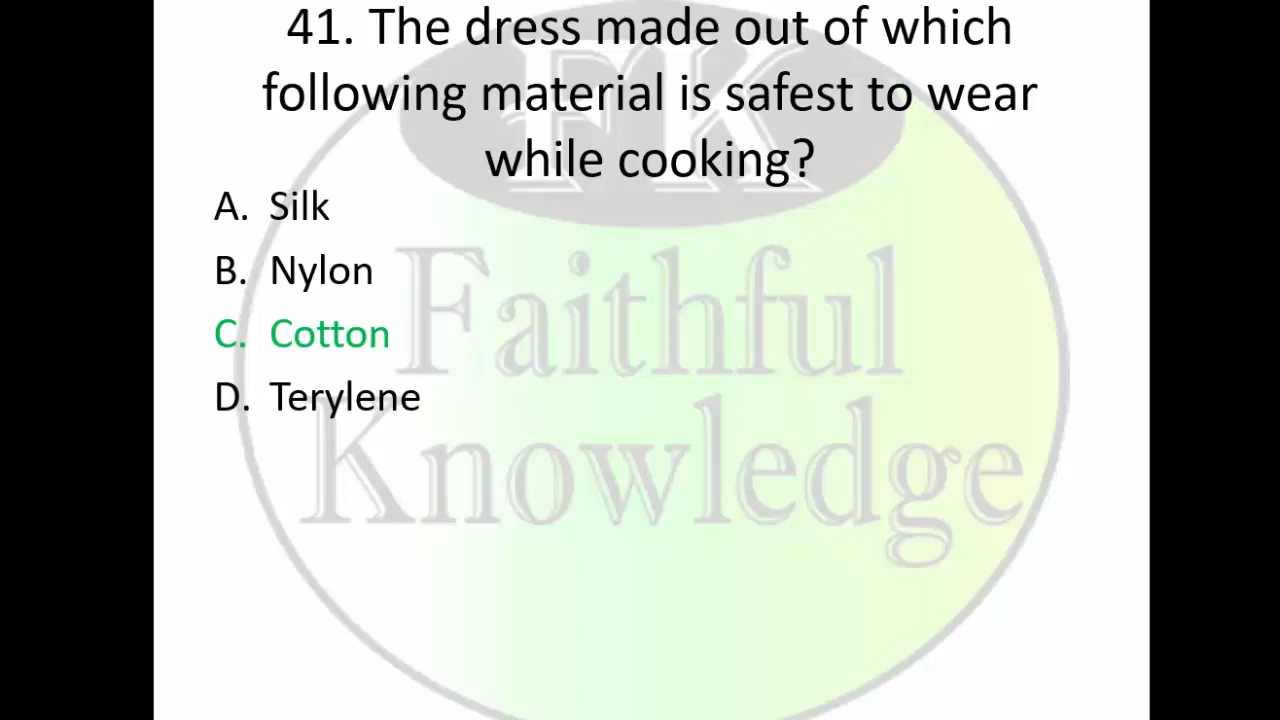 41. The dress made out of which
following material is safest to wear
while cooking?
A. Silk
B. Nylon
C. Cotton
D. Terylene
FK
Faithful
Knowledge